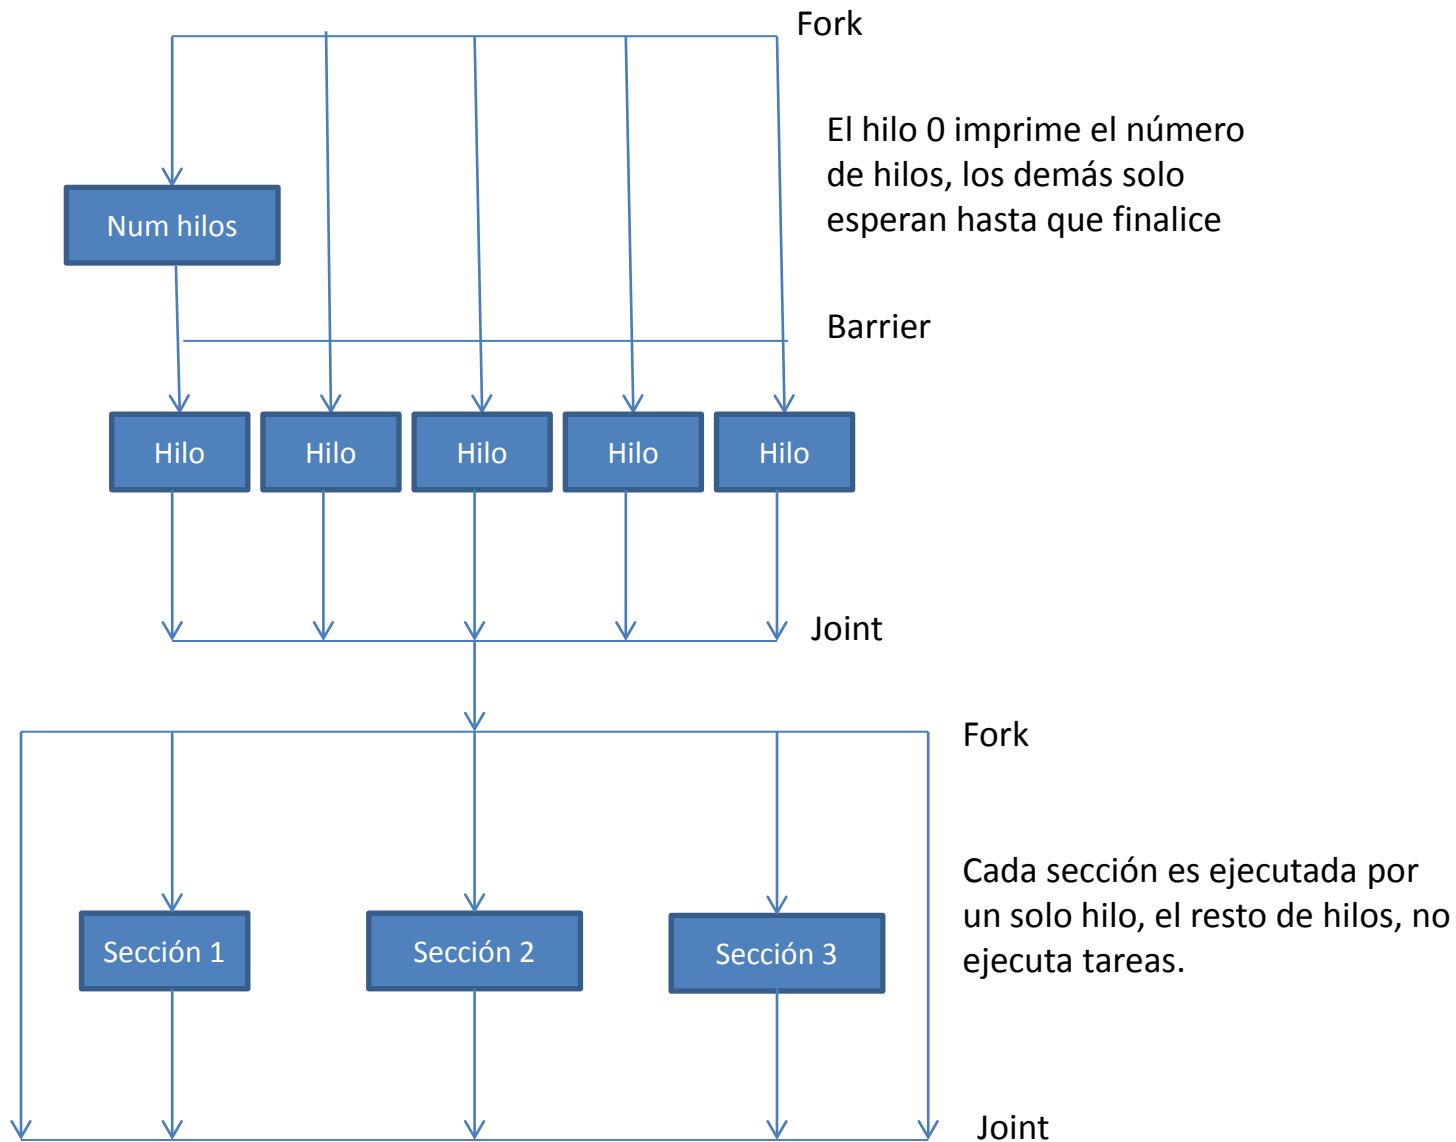 Fork
El hilo 0 imprime el número
de hilos, los demás solo
esperan hasta que finalice
Num hilos
Barrier
Hilo
Hilo
Hilo
Hilo
Hilo
Joint
Fork
Cada sección es ejecutada por
un solo hilo, el resto de hilos, no
ejecuta tareas.
Sección 1
Sección 2
Sección 3
Joint